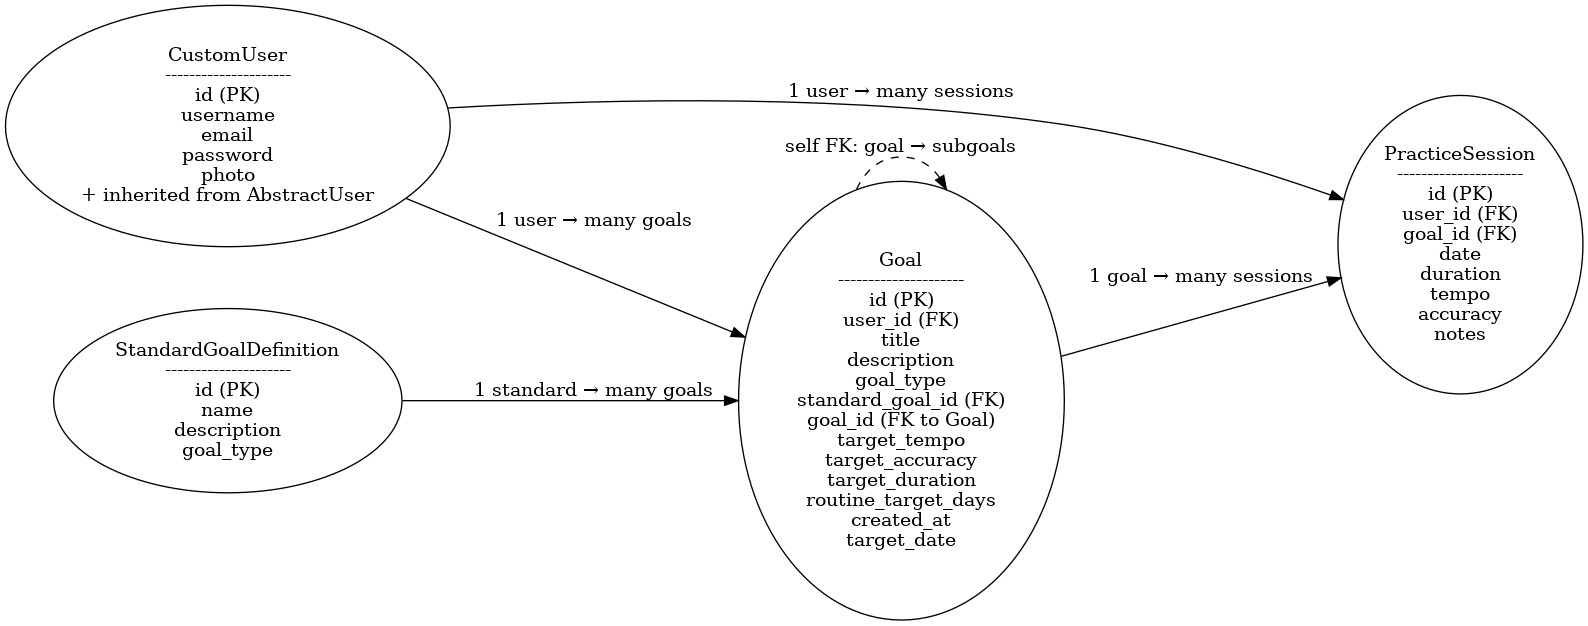 CustomUser
---------------------
id (PK)
username
email
password
photo
+ inherited from AbstractUser
1 user → many sessions
self FK: goal → subgoals
1 user → many goals
StandardGoalDefinition
---------------------
id (PK)
name
description
goal_type
1 standard → many goals
Goal
---------------------
id (PK)
user_id (FK)
title
description
goal_type
standard_goal_id (FK)
goal_id (FK to Goal)
target_tempo
target_accuracy
target_duration
routine_target_days
created_at
target_date
1 goal → many sessions
PracticeSession
---------------------
id (PK)
user_id (FK)
goal_id (FK)
date
duration
tempo
accuracy
notes